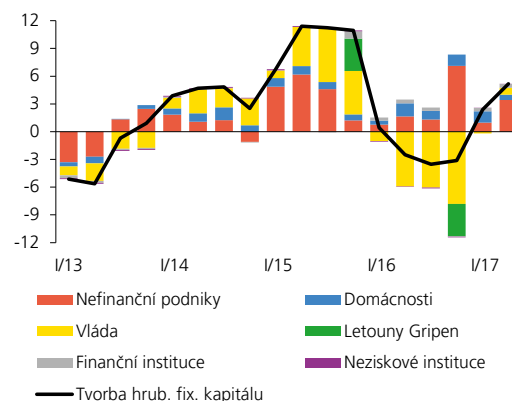 12
9
6
3
0
-3
-6
-9
-12
I/13 I/14 I/15 I/16 I/17
Nefinanční podniky Domácnosti
Vláda Letouny Gripen
Finanční instituce Neziskové instituce
Tvorba hrub. fix. kapitálu